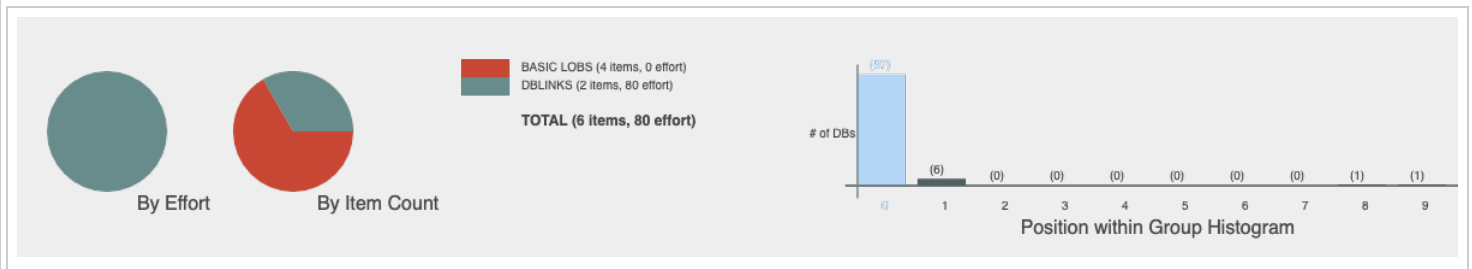 BASIC LOBS (4 items, 0 effort)
DBLINKS (2 items, 80 effort)
TOTAL (6 items, 80 effort)
By Effort
By Item Count
# of DBs
(97)
(6)
(0)
(0)
(0)
(0)
(0)
(0)
(1)
(1)
1
2
3
4
5
6
7
8
9
Position within Group Histogram